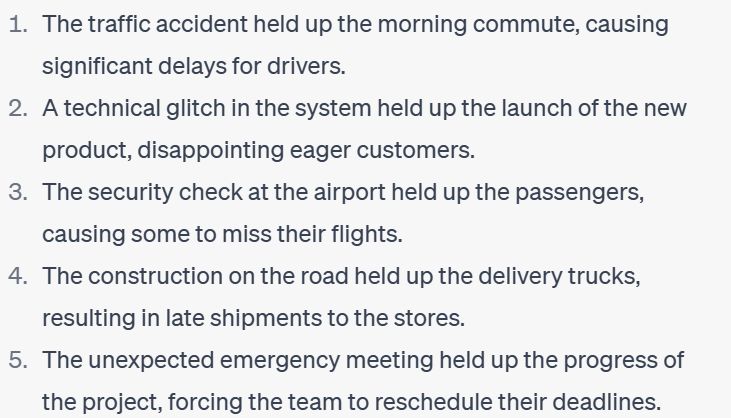 1. The traffic accident held up the morning commute, causing
significant delays for drivers.
2. A technical glitch in the system held up the launch of the new
product, disappointing eager customers.
3. The security check at the airport held up the passengers,
causing some to miss their flights.
4. The construction on the road held up the delivery trucks,
resulting in late shipments to the stores.
5. The unexpected emergency meeting held up the progress of
the project, forcing the team to reschedule their deadlines.